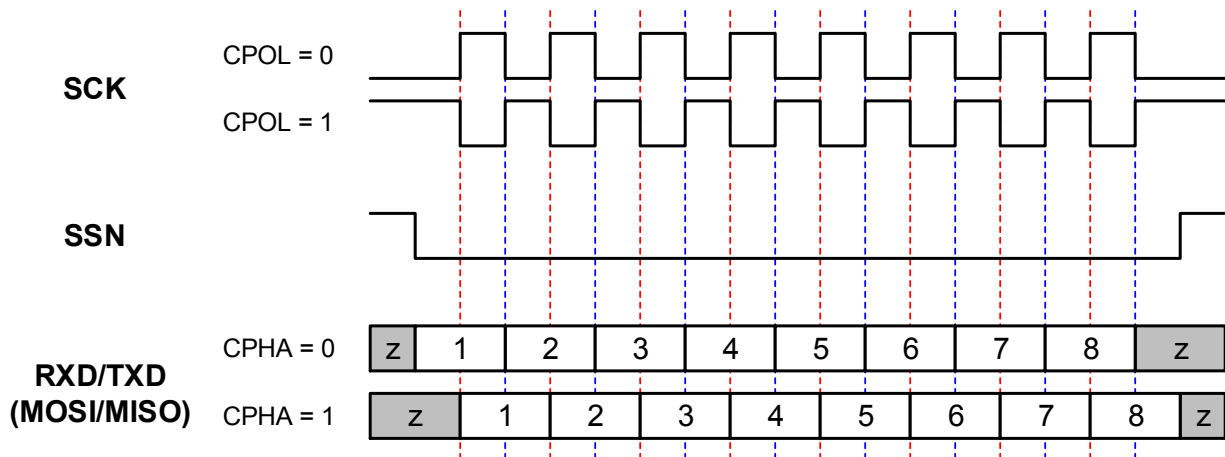 CPOL = 0
SCK
CPOL = 1
SSN
CPHA = 0 z 1 2 3 4 5 6 7 8 z
RXD/TXD
(MOSI/MISO)
CPHA = 1 z 1 2 3 4 5 6 7 8 z